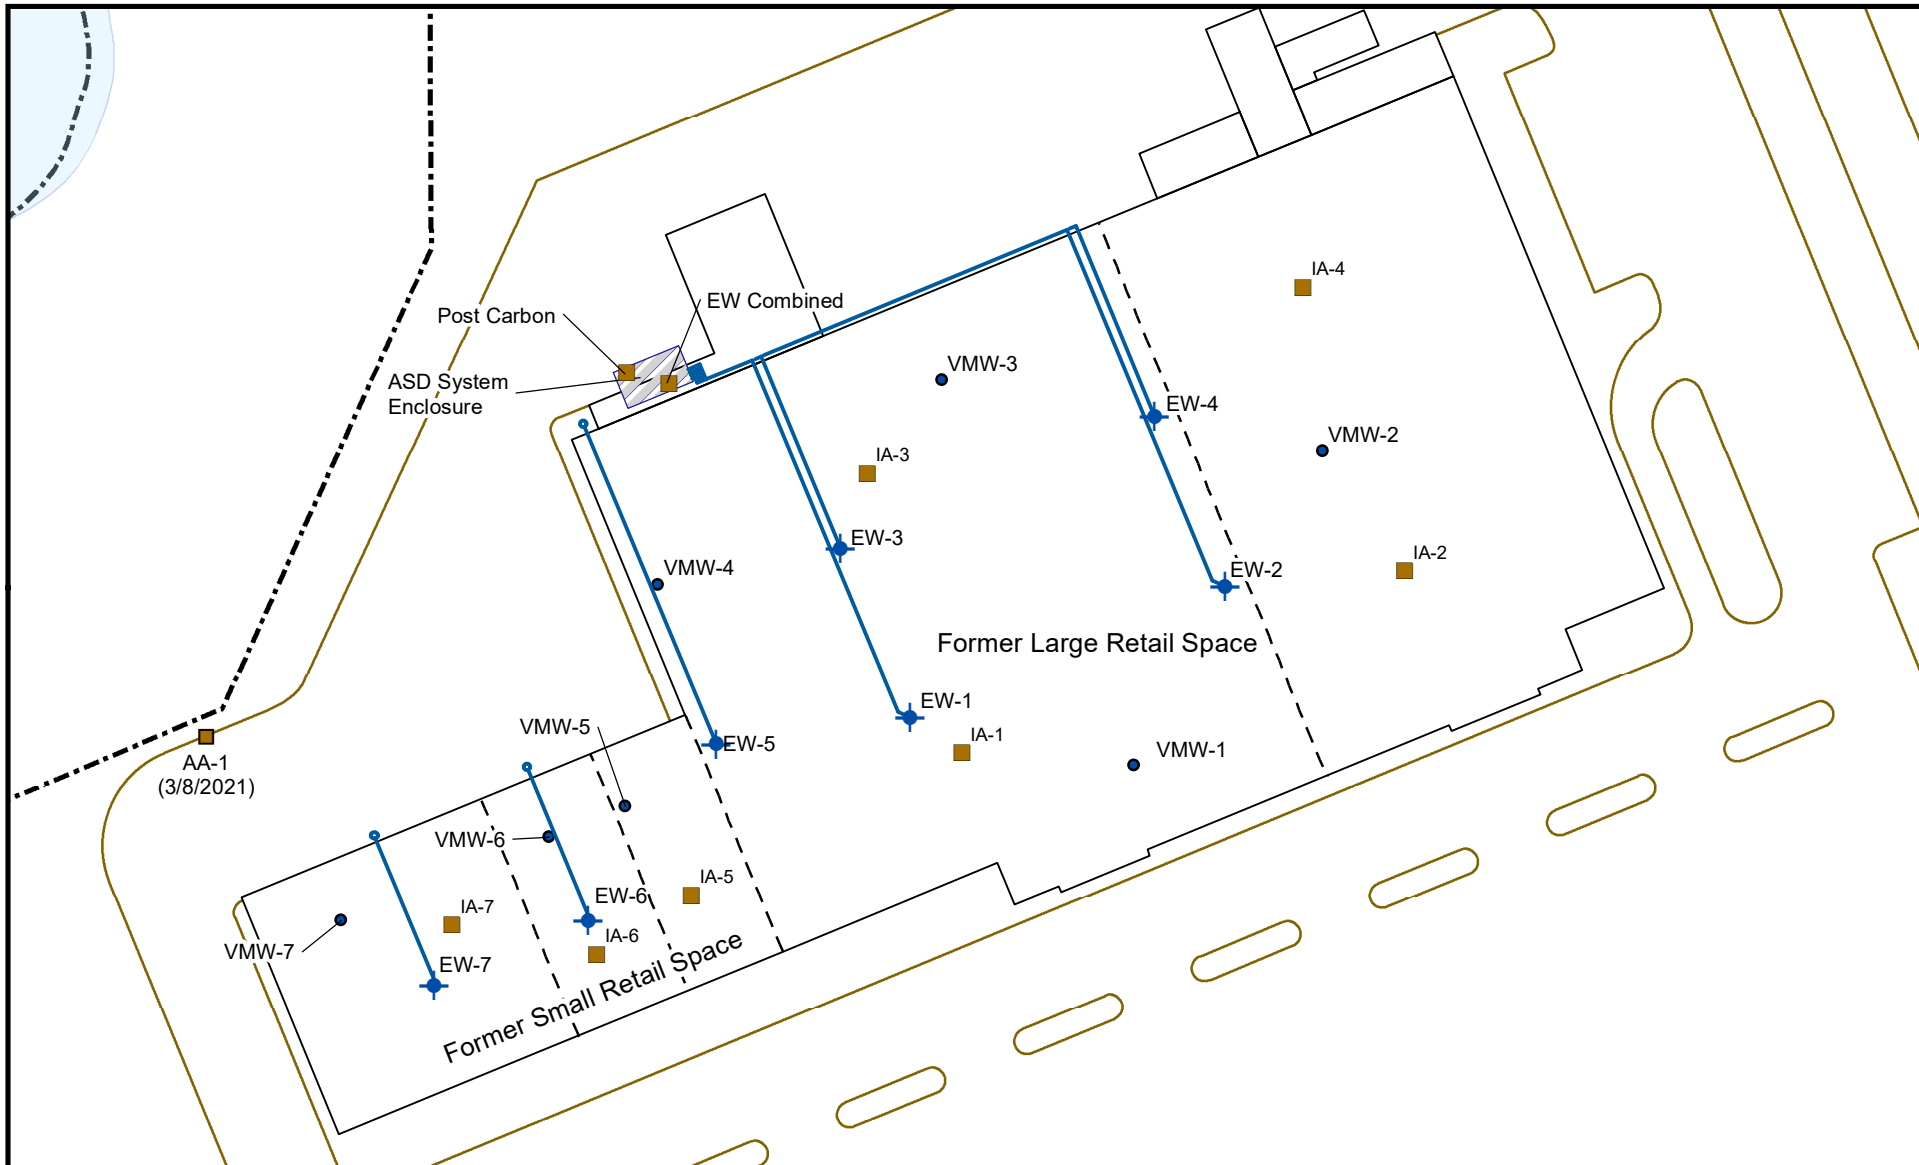 IA-4
EW Combined
Post Carbon
VMW-3
ASD System
Enclosure
EW-4
VMW-2
IA-3
EW-3
IA-2
VMW-4
EW-2
Former Large Retail Space
EW-1
VMW-5
IA-1
EW-5
VMW-1
AA-1
(3/8/2021)
VMW-6
IA-5
EW-6
IA-7
IA-6
VMW-7
EW-7
Former Small Retail Space